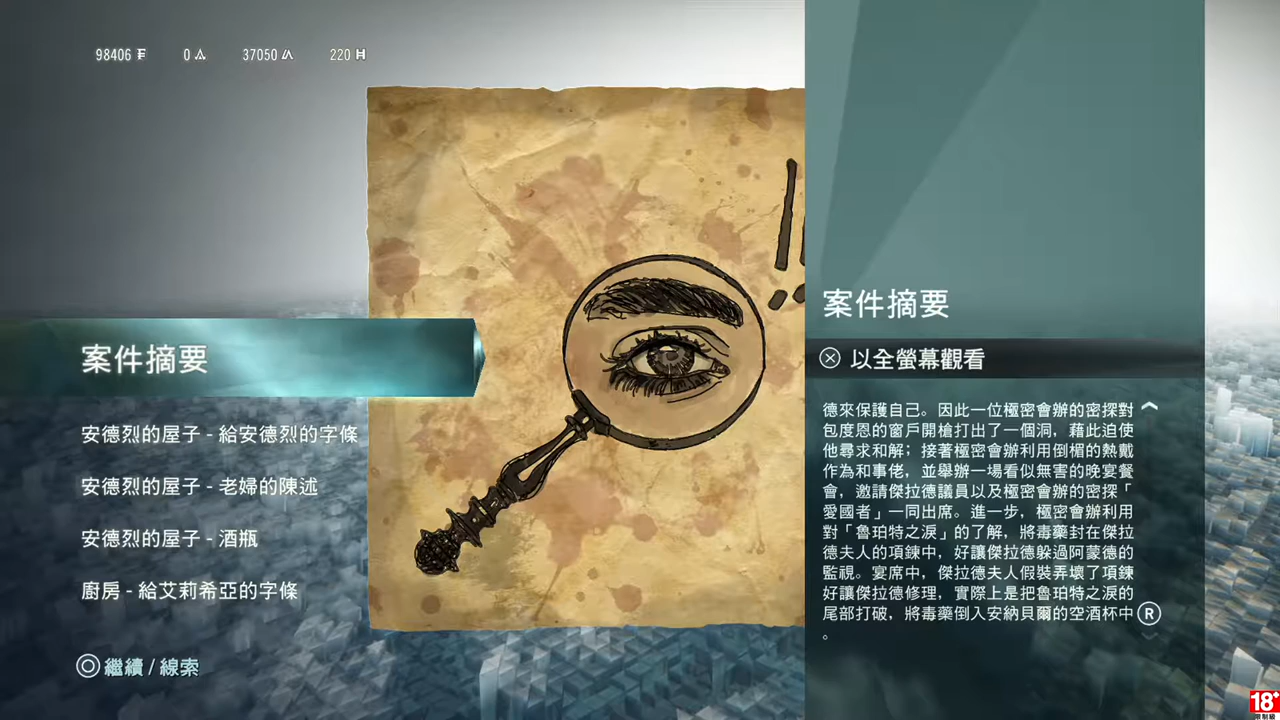 98406
0
37050
220
案件摘要
安德烈的屋子 - 給安德烈的字條
安德烈的屋子 - 老婦的陳述
安德烈的屋子 - 酒瓶
廚房 - 給艾莉希亞的字條
繼續 / 線索
案件摘要
以全螢幕觀看
德來保護自己。因此一位極密會辦的密探對
包度恩的窗戶開槍打出了一個洞，藉此迫使
他尋求和解；接著極密會辦利用倒楣的熱戴
作為和事佬，並舉辦一場看似無害的晚宴餐
會，邀請傑拉德議員以及極密會辦的密探「
愛國者」一同出席。進一步，極密會辦利用
對「魯珀特之淚」的了解，將毒藥封在傑拉
德夫人的項鍊中，好讓傑拉德躲過阿蒙德的
監視。宴席中，傑拉德夫人假裝弄壞了項鍊
好讓傑拉德修理，實際上是把魯珀特之淚的
尾部打破，將毒藥倒入安納貝爾的空酒杯中
。
R
18+
限制級